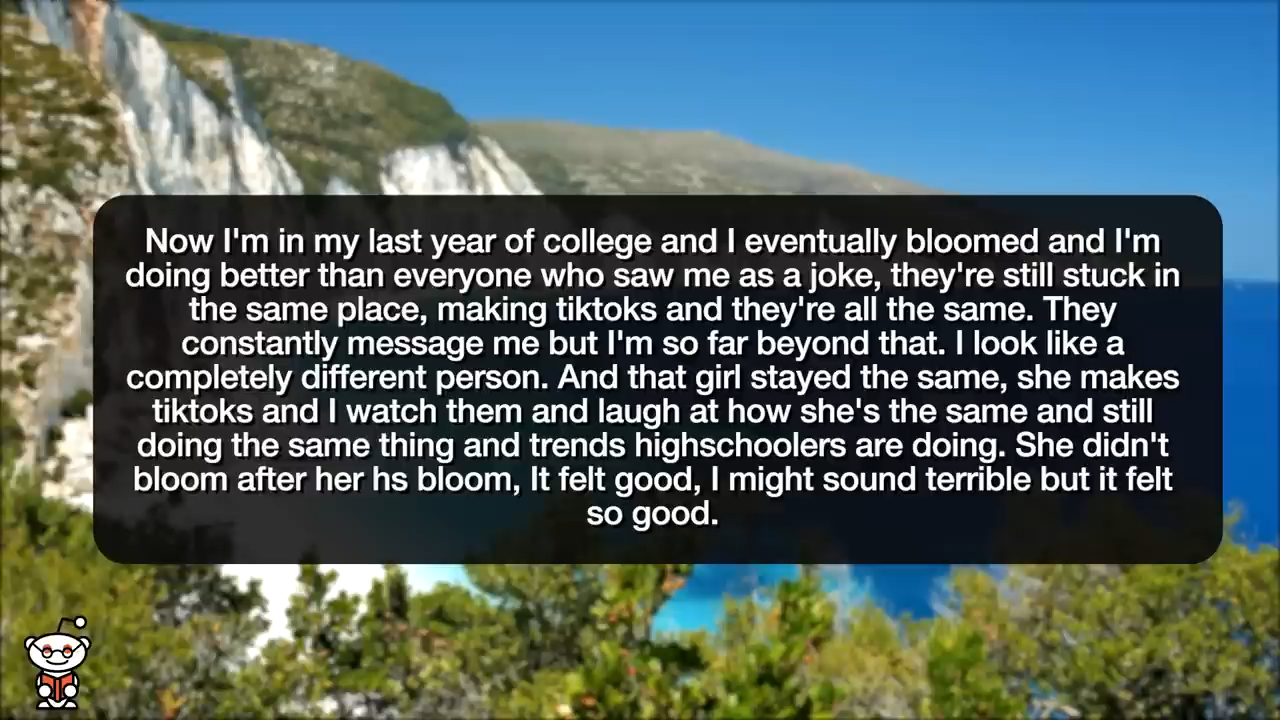 Now I'm in my last year of college and I eventually bloomed and I'm
doing better than everyone who saw me as a joke, they're still stuck in
the same place, making tiktoks and they're all the same. They
constantly message me but I'm so far beyond that. I look like a
completely different person. And that girl stayed the same, she makes
tiktoks and I watch them and laugh at how she's the same and still
doing the same thing and trends highschoolers are doing. She didn't
bloom after her hs bloom, It felt good, I might sound terrible but it felt
so good.